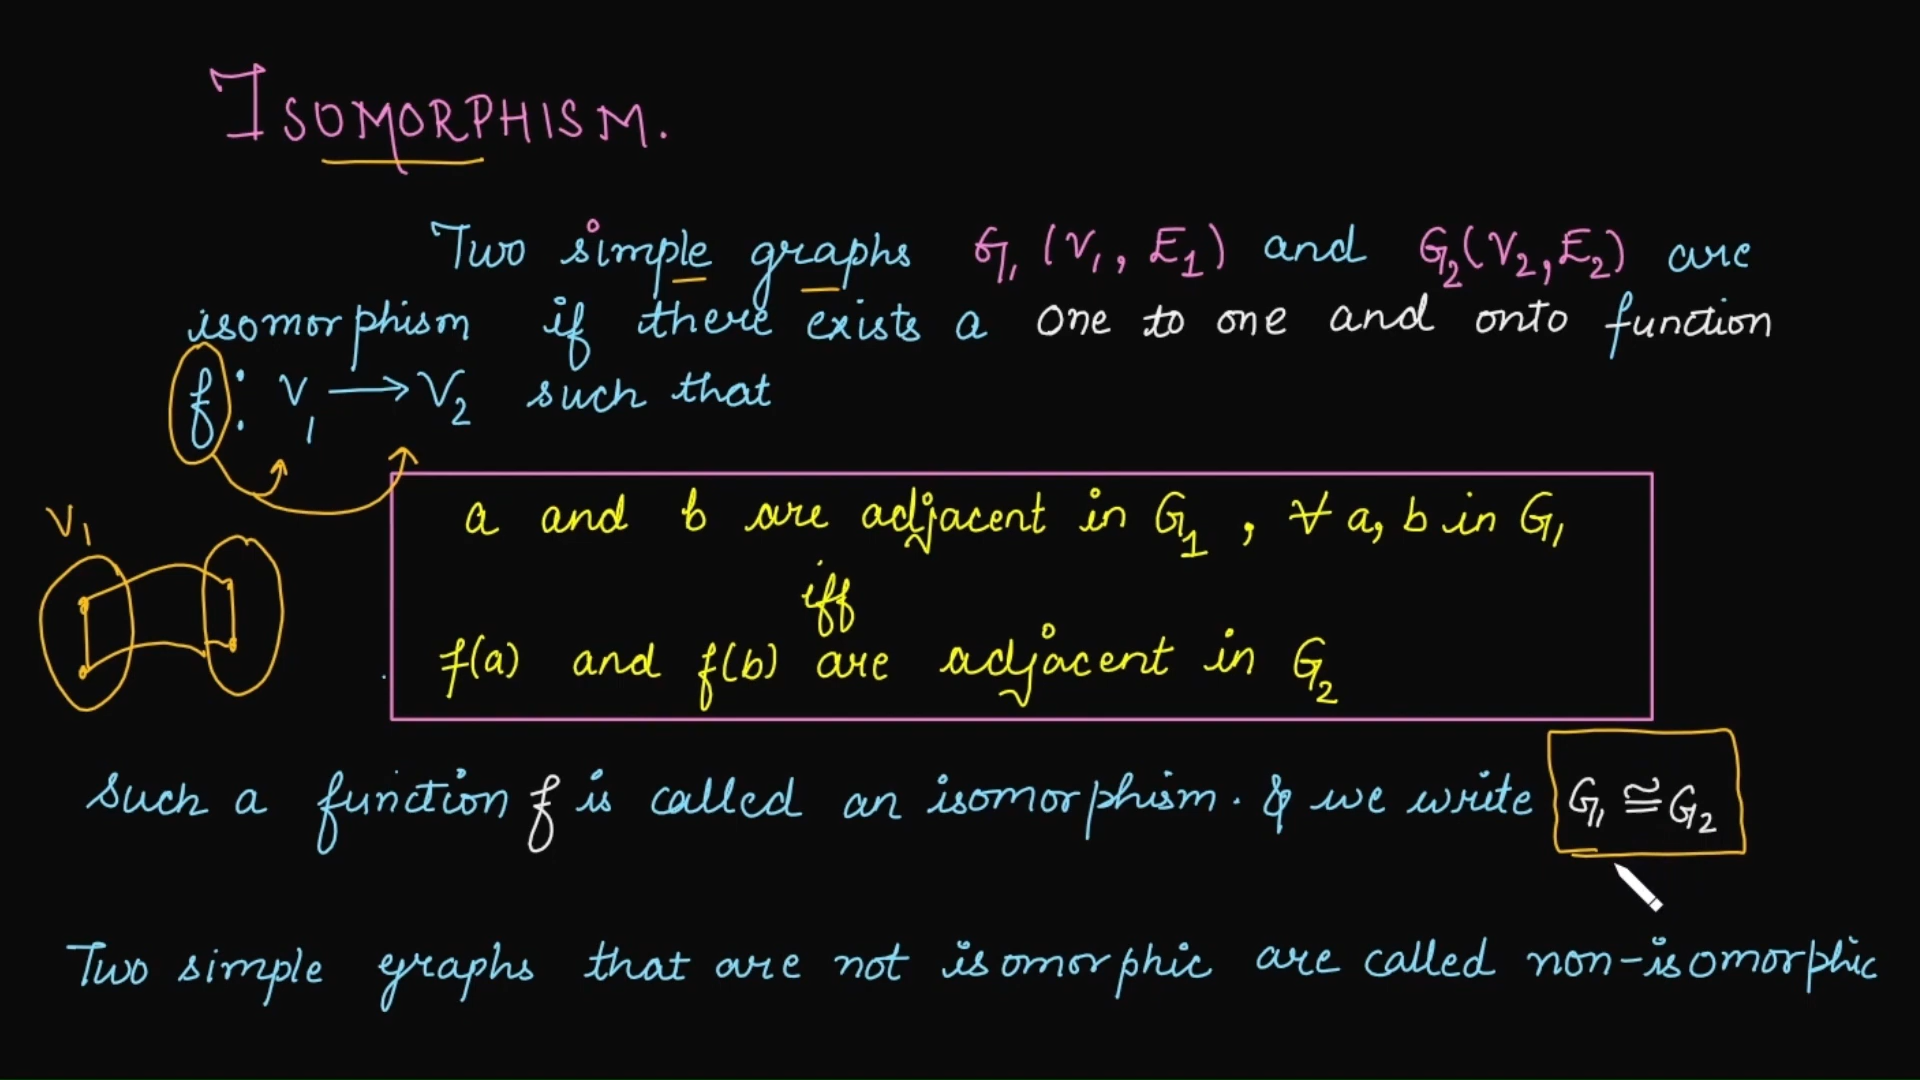 ISOMORPHISM.
Two simple graphs G₁ (V₁, E₁) and G₂(V₂,E₂) are
isomorphism if there exists a one to one and onto function
f: V₁ → V₂ such that
V₁
a and b are adjacent in G₁, ∀ a, b in G₁
iff
f(a) and f(b) are adjacent in G₂
such a function f is called an isomorphism. & we write G₁ ≅ G₂
Two simple graphs that are not isomorphic are called non-isomorphic